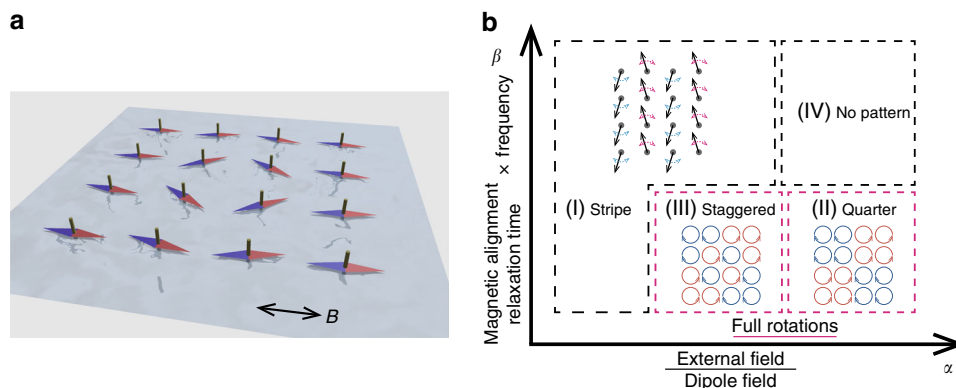 a
B
b
β
Magnetic alignment
relaxation time × frequency
(I) Stripe
(IV) No pattern
(III) Staggered
(II) Quarter
Full rotations
External field
Dipole field
α